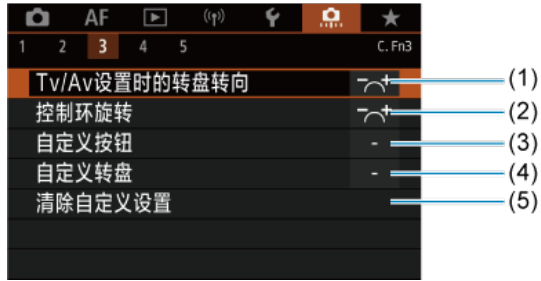 AF
1 2 3 4 5 C.Fn3
Tv/Av设置时的转盘转向 -+ (1)
控制环旋转 -+ (2)
自定义按钮 - (3)
自定义转盘 - (4)
清除自定义设置 (5)